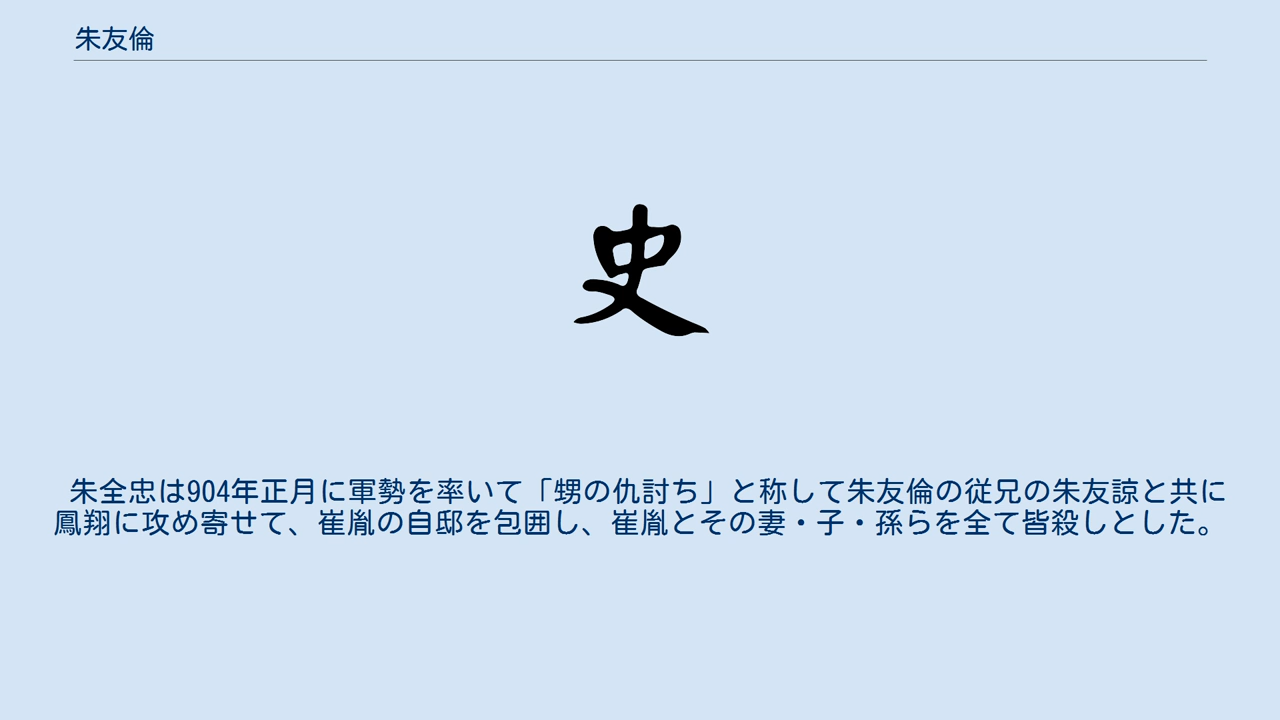 朱友倫
史
朱全忠は904年正月に軍勢を率いて「甥の仇討ち」と称して朱友倫の従兄の朱友諒と共に
鳳翔に攻め寄せて、崔胤の自邸を包囲し、崔胤とその妻・子・孫らを全て皆殺しとした。